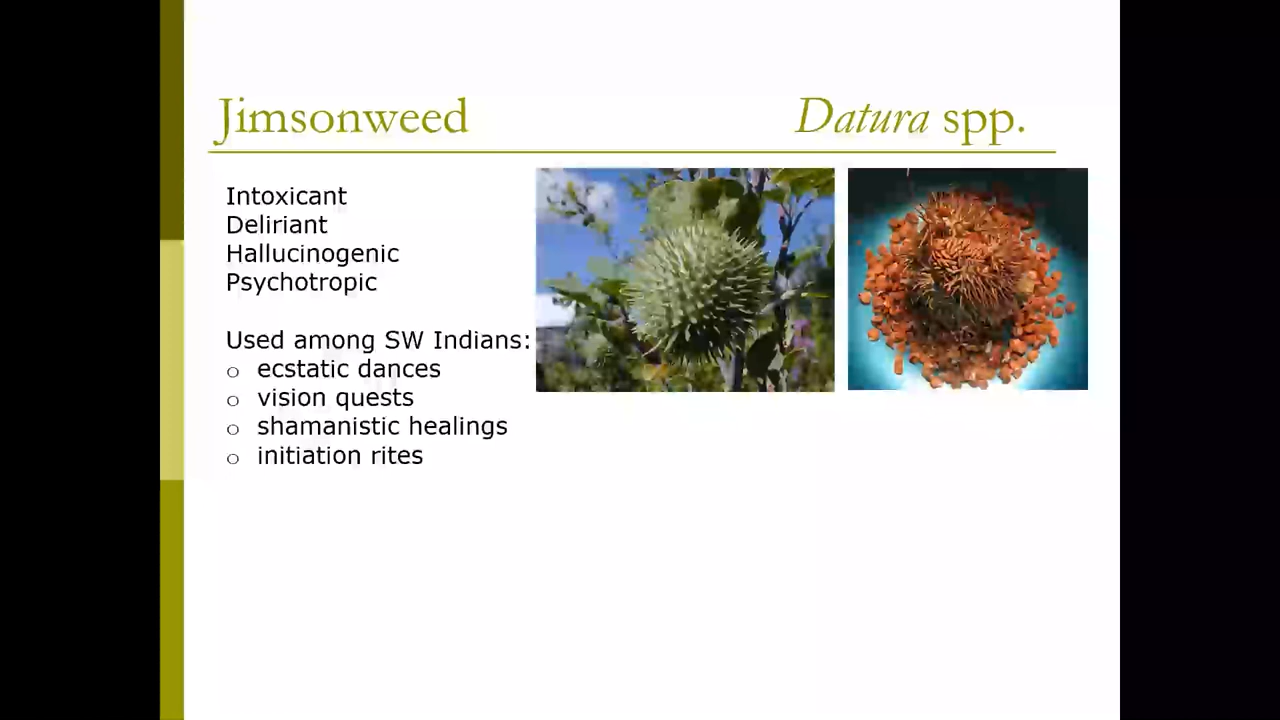 Jimsonweed Datura spp.
Intoxicant
Deliriant
Hallucinogenic
Psychotropic
Used among SW Indians:
o ecstatic dances
o vision quests
o shamanistic healings
o initiation rites